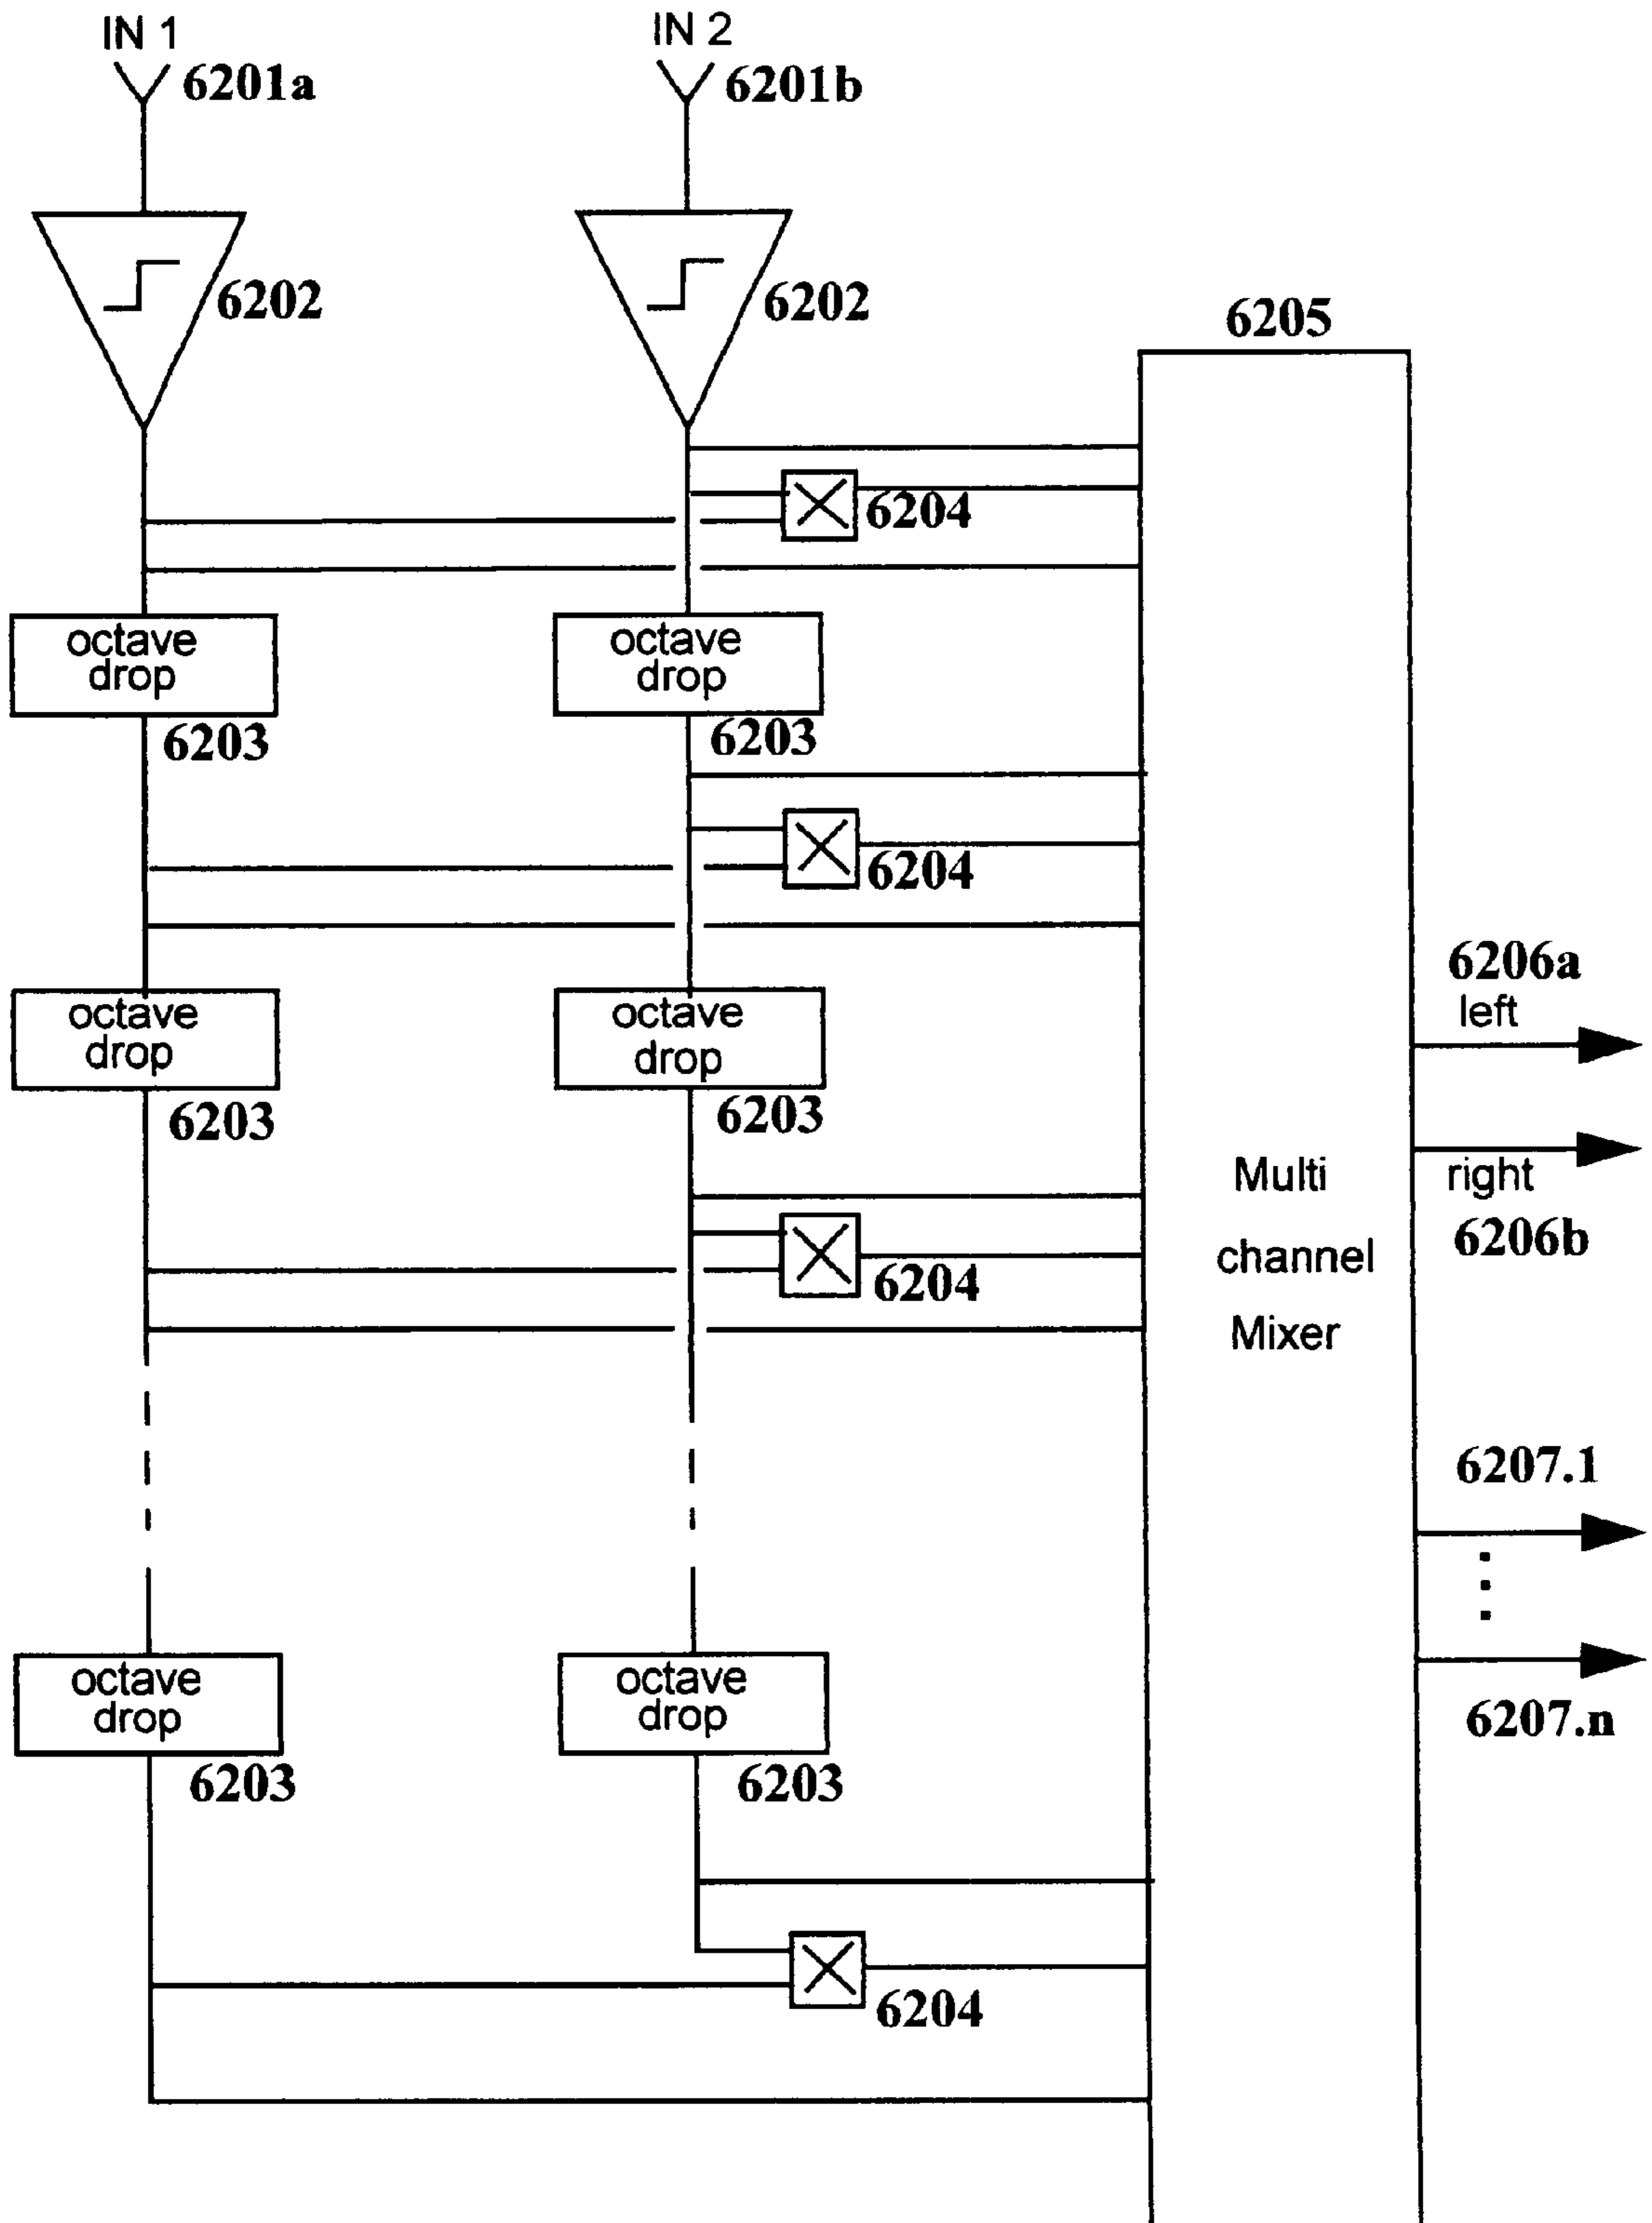 IN 1
IN 2
6201a
6201b
6202
6202
6205
6204
octave
drop
octave
drop
6203
6203
6204
6206a
left
octave
drop
octave
drop
6203
6203
Multi
channel
Mixer
right
6206b
6204
6207.1
octave
drop
octave
drop
6207.n
6203
6203
6204